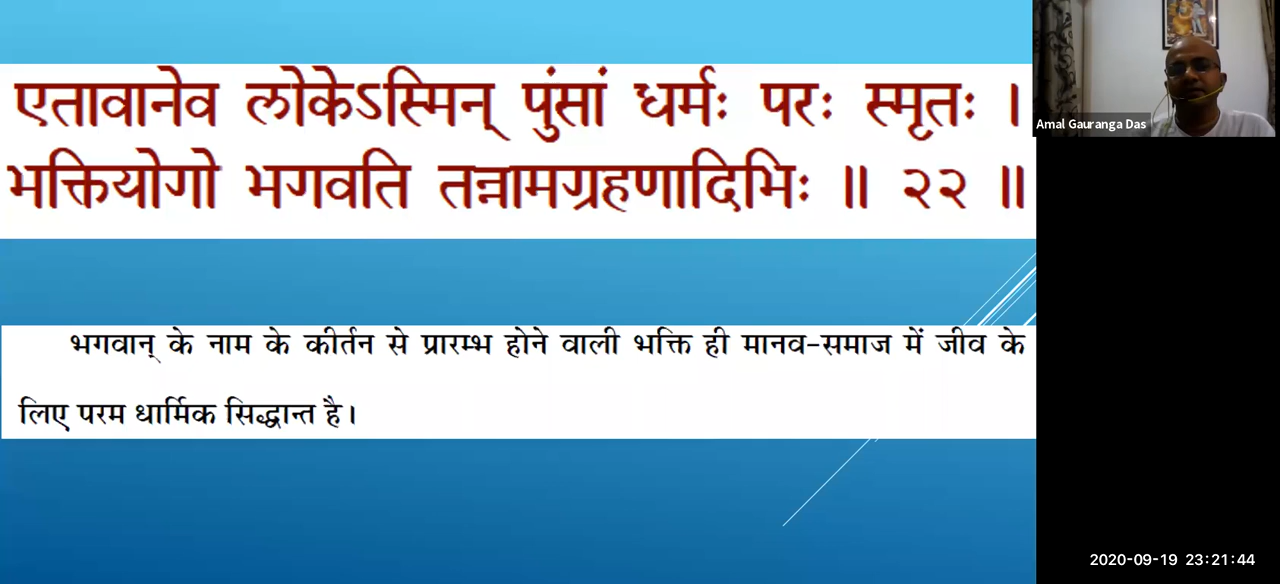 एतावानेव लोकेऽस्मिन् पुंसां धर्मः परः स्मृतः ।
भक्तियोगो भगवति तन्नामग्रहणादिभिः ॥ २२ ॥
भगवान् के नाम के कीर्तन से प्रारम्भ होने वाली भक्ति ही मानव-समाज में जीव के
लिए परम धार्मिक सिद्धान्त है।
Amal Gauranga Das
2020-09-19 23:21:44